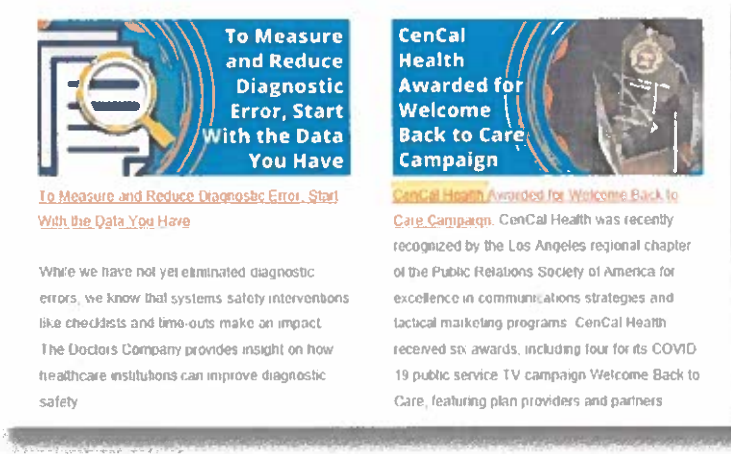 To Measure
and Reduce
Diagnostic
Error, Start
With the Data
You Have
To Measure and Reduce Diagnostic Error, Start
With the Data You Have
While we have not yet eliminated diagnostic
errors, we know that systems safety interventions
like checklists and time-outs make an impact
The Doctors Company provides insight on how
healthcare institutions can improve diagnostic
safety
CenCal
Health
Awarded for
Welcome
Back to Care
Campaign
CenCal Health Awarded for Welcome Back to
Care Campaign. CenCal Health was recently
recognized by the Los Angeles regional chapter
of the Public Relations Society of America for
excellence in communications strategies and
tactical marketing programs CenCal Health
received six awards, including four for its COVID-
19 public service TV campaign Welcome Back to
Care, featuring plan providers and partners